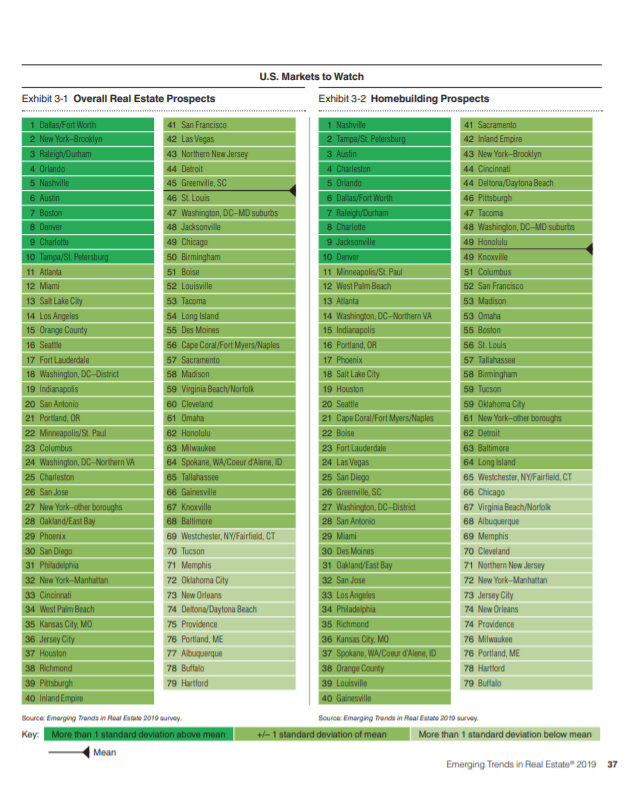 U.S. Markets to Watch
Exhibit 3-1 Overall Real Estate Prospects
1 Dallas/Fort Worth
2 New York–Brooklyn
3 Raleigh/Durham
4 Orlando
5 Nashville
6 Austin
7 Boston
8 Denver
9 Charlotte
10 Tampa/St. Petersburg
11 Atlanta
12 Miami
13 Salt Lake City
14 Los Angeles
15 Orange County
16 Seattle
17 Fort Lauderdale
18 Washington, DC–District
19 Indianapolis
20 San Antonio
21 Portland, OR
22 Minneapolis/St. Paul
23 Columbus
24 Washington, DC–Northern VA
25 Charleston
26 San Jose
27 New York–other boroughs
28 Oakland/East Bay
29 Phoenix
30 San Diego
31 Philadelphia
32 New York–Manhattan
33 Cincinnati
34 West Palm Beach
35 Kansas City, MO
36 Jersey City
37 Houston
38 Richmond
39 Pittsburgh
40 Inland Empire
41 San Francisco
42 Las Vegas
43 Northern New Jersey
44 Detroit
45 Greenville, SC
46 St. Louis
47 Washington, DC–MD suburbs
48 Jacksonville
49 Chicago
50 Birmingham
51 Boise
52 Louisville
53 Tacoma
54 Long Island
55 Des Moines
56 Cape Coral/Fort Myers/Naples
57 Sacramento
58 Madison
59 Virginia Beach/Norfolk
60 Cleveland
61 Omaha
62 Honolulu
63 Milwaukee
64 Spokane, WA/Coeur d'Alene, ID
65 Tallahassee
66 Gainesville
67 Knoxville
68 Baltimore
69 Westchester, NY/Fairfield, CT
70 Tucson
71 Memphis
72 Oklahoma City
73 New Orleans
74 Deltona/Daytona Beach
75 Providence
76 Portland, ME
77 Albuquerque
78 Buffalo
79 Hartford
Source: Emerging Trends in Real Estate 2019 survey.
Exhibit 3-2 Homebuilding Prospects
1 Nashville
2 Tampa/St. Petersburg
3 Austin
4 Charleston
5 Orlando
6 Dallas/Fort Worth
7 Raleigh/Durham
8 Charlotte
9 Jacksonville
10 Denver
11 Minneapolis/St. Paul
12 West Palm Beach
13 Atlanta
14 Washington, DC–Northern VA
15 Indianapolis
16 Portland, OR
17 Phoenix
18 Salt Lake City
19 Houston
20 Seattle
21 Cape Coral/Fort Myers/Naples
22 Boise
23 Fort Lauderdale
24 Las Vegas
25 San Diego
26 Greenville, SC
27 Washington, DC–District
28 San Antonio
29 Miami
30 Des Moines
31 Oakland/East Bay
32 San Jose
33 Los Angeles
34 Philadelphia
35 Richmond
36 Kansas City, MO
37 Spokane, WA/Coeur d'Alene, ID
38 Orange County
39 Louisville
40 Gainesville
41 Sacramento
42 Inland Empire
43 New York–Brooklyn
44 Cincinnati
44 Deltona/Daytona Beach
46 Pittsburgh
47 Tacoma
48 Washington, DC–MD suburbs
49 Honolulu
49 Knoxville
51 Columbus
52 San Francisco
53 Madison
53 Omaha
55 Boston
56 St. Louis
57 Tallahassee
58 Birmingham
59 Tucson
59 Oklahoma City
61 New York–other boroughs
62 Detroit
63 Baltimore
64 Long Island
65 Westchester, NY/Fairfield, CT
66 Chicago
67 Virginia Beach/Norfolk
68 Albuquerque
69 Memphis
70 Cleveland
71 Northern New Jersey
72 New York–Manhattan
73 Jersey City
74 New Orleans
74 Providence
76 Milwaukee
76 Portland, ME
78 Hartford
79 Buffalo
Source: Emerging Trends in Real Estate 2019 survey.
Key: More than 1 standard deviation above mean +/– 1 standard deviation of mean More than 1 standard deviation below mean
Mean
Emerging Trends in Real Estate® 2019 37